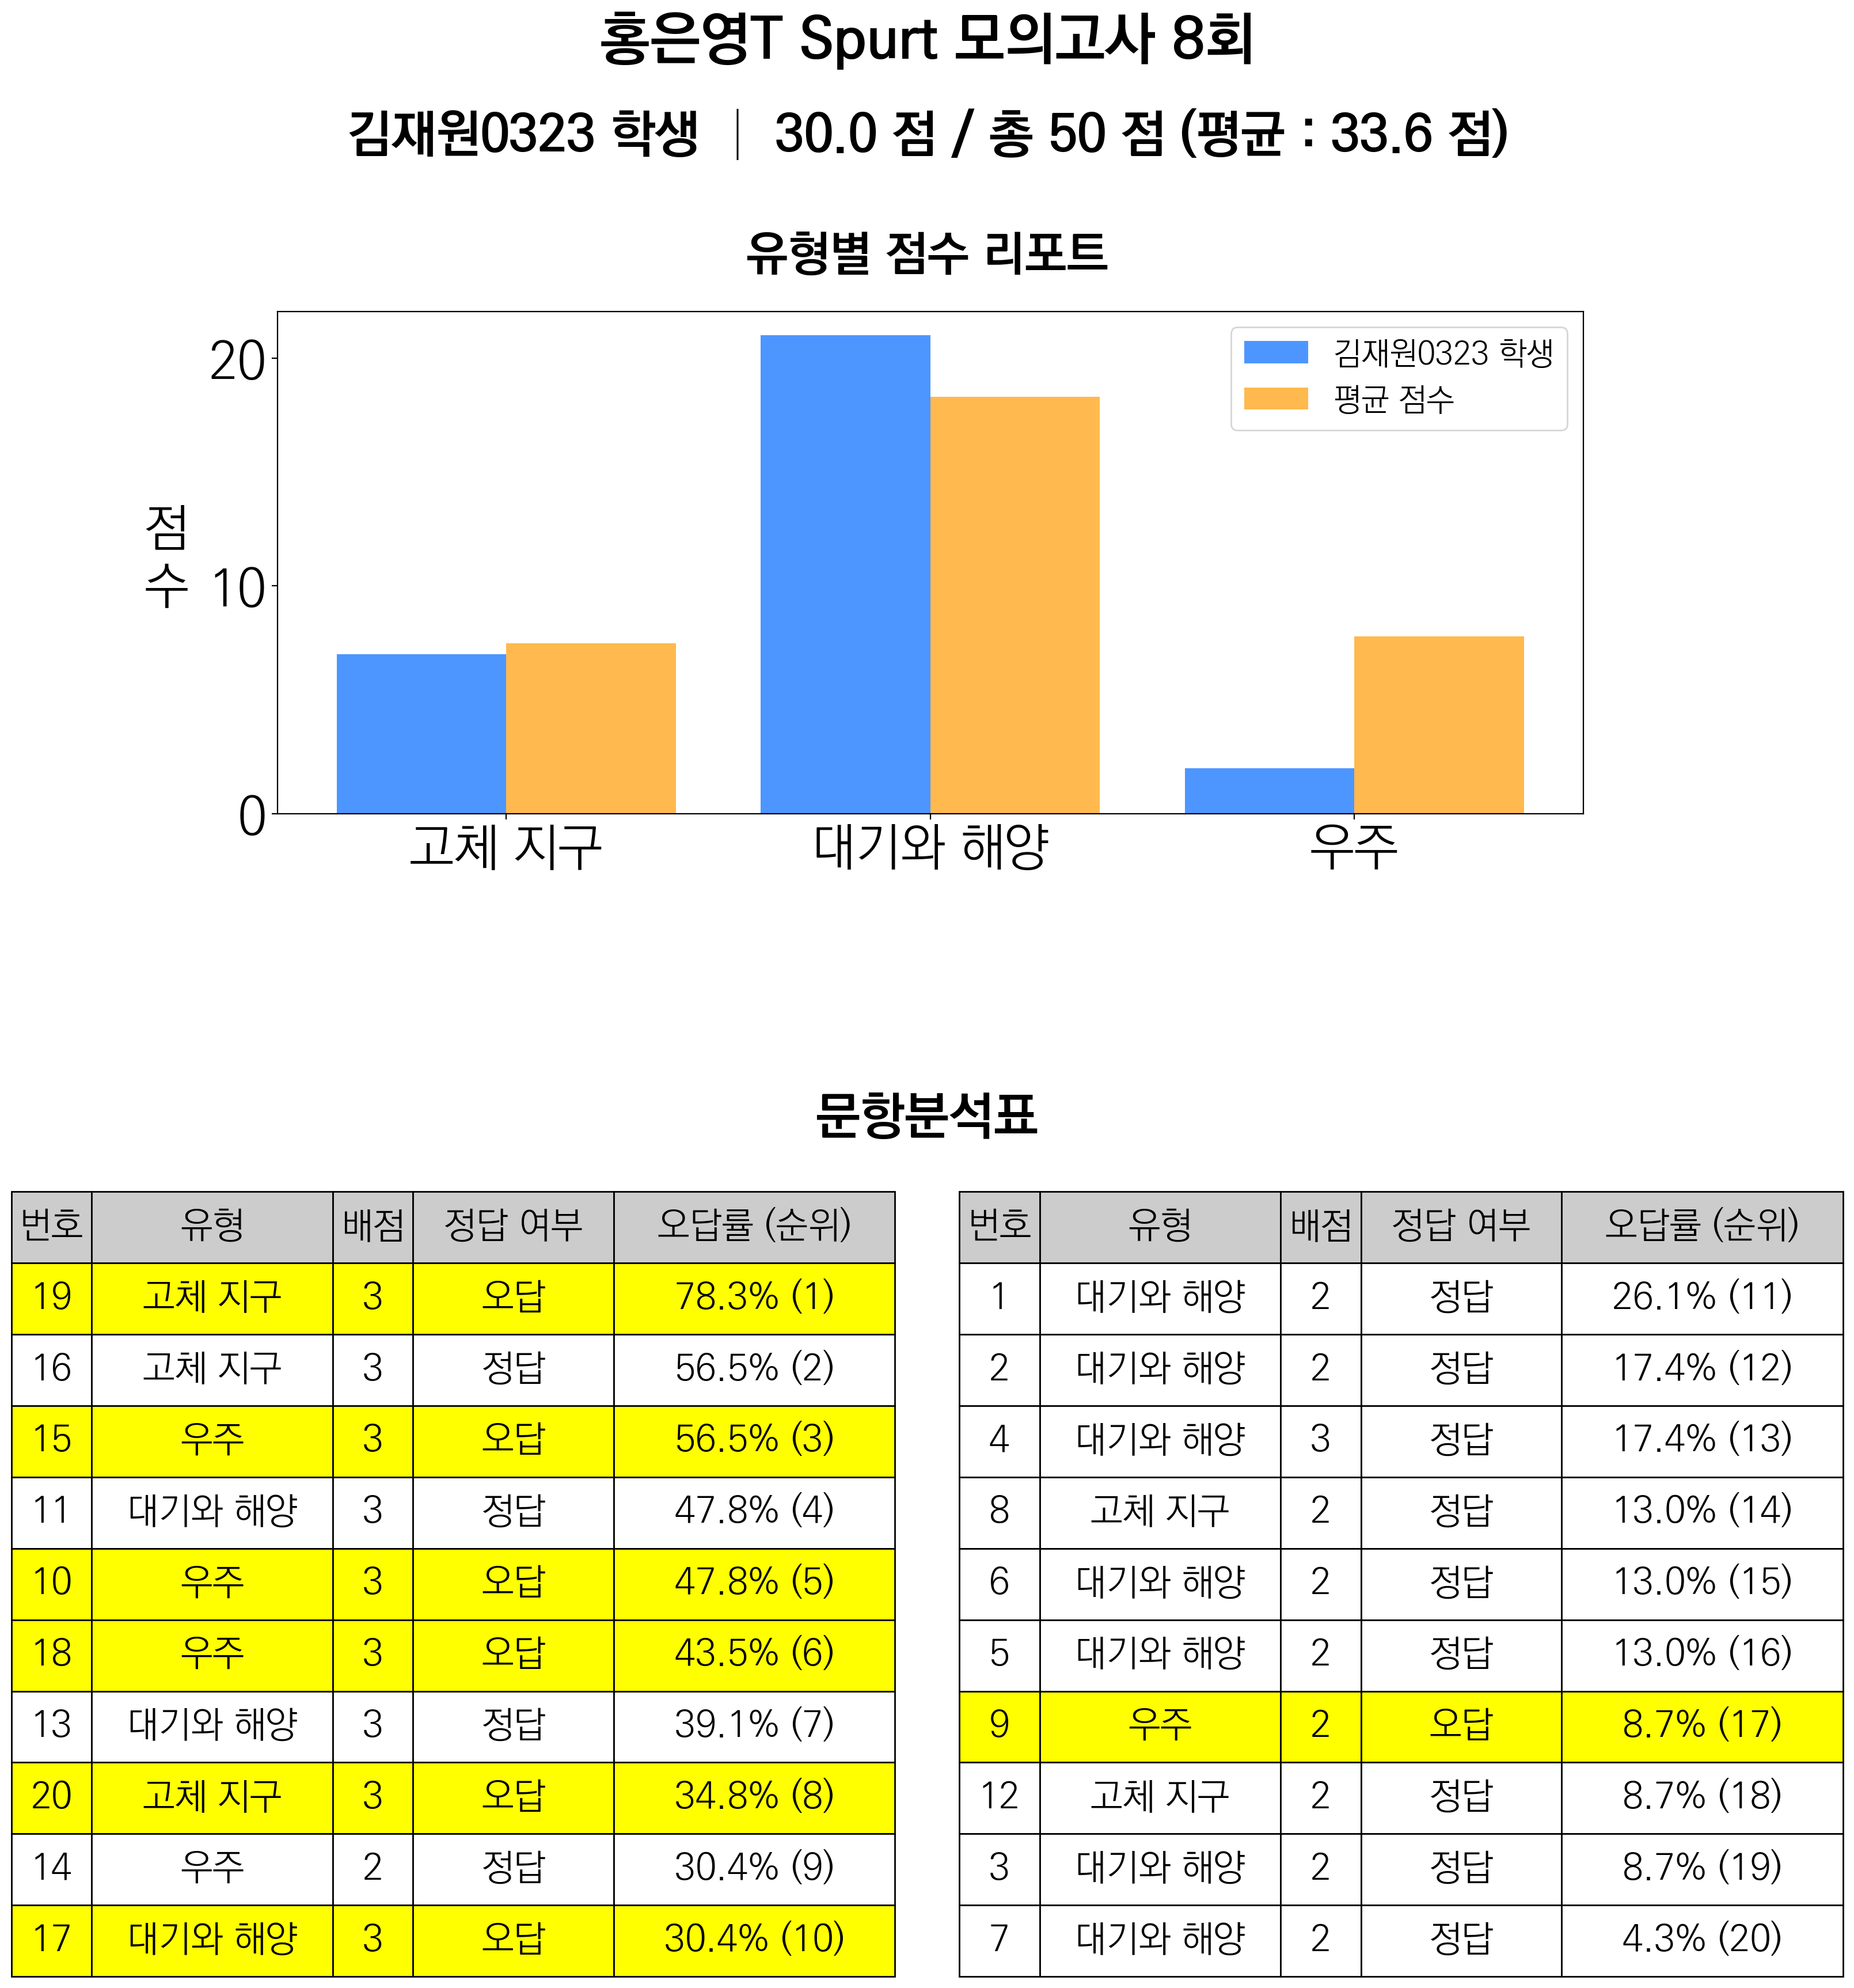 홍은영T Spurt 모의고사 8회
김재원0323 학생 | 30.0 점 / 총 50 점 (평균 : 33.6 점)
유형별 점수 리포트
김재원0323 학생
평균 점수
점수
20
10
0
고체 지구 대기와 해양 우주
문항분석표
번호 유형 배점 정답 여부 오답률 (순위)
19 고체 지구 3 오답 78.3% (1)
16 고체 지구 3 정답 56.5% (2)
15 우주 3 오답 56.5% (3)
11 대기와 해양 3 정답 47.8% (4)
10 우주 3 오답 47.8% (5)
18 우주 3 오답 43.5% (6)
13 대기와 해양 3 정답 39.1% (7)
20 고체 지구 3 오답 34.8% (8)
14 우주 2 정답 30.4% (9)
17 대기와 해양 3 오답 30.4% (10)
번호 유형 배점 정답 여부 오답률 (순위)
1 대기와 해양 2 정답 26.1% (11)
2 대기와 해양 2 정답 17.4% (12)
4 대기와 해양 3 정답 17.4% (13)
8 고체 지구 2 정답 13.0% (14)
6 대기와 해양 2 정답 13.0% (15)
5 대기와 해양 2 정답 13.0% (16)
9 우주 2 오답 8.7% (17)
12 고체 지구 2 정답 8.7% (18)
3 대기와 해양 2 정답 8.7% (19)
7 대기와 해양 2 정답 4.3% (20)